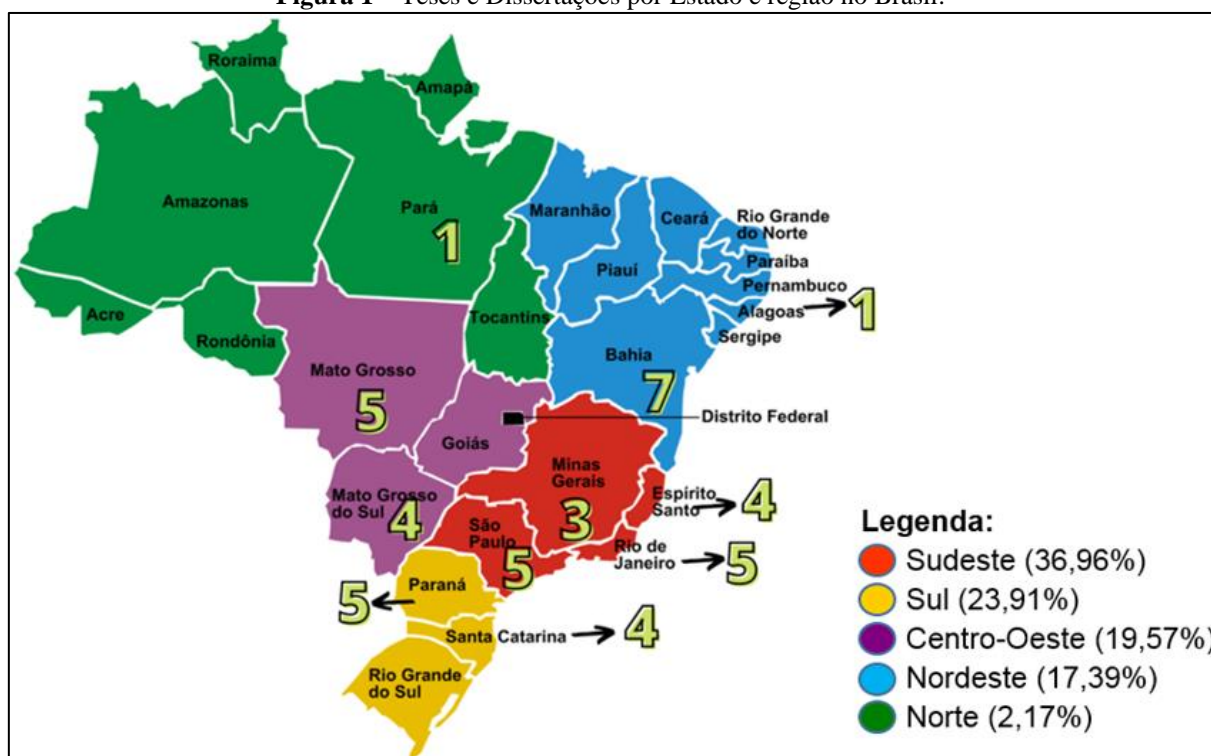 Figura 1 – Teses e Dissertações por Estado e região no Brasil.
Roraima
Amapá
Amazonas
Pará
1
Maranhão
Ceará
Rio Grande
do Norte
Paraíba
Piauí
Pernambuco
Alagoas
1
Sergipe
Acre
Rondônia
Tocantins
Bahia
7
Mato Grosso
5
Distrito Federal
Goiás
Minas
Gerais
3
Espírito
Santo
4
Mato Grosso
do Sul
4
São
Paulo
5
Rio de
Janeiro
5
Paraná
5
Santa Catarina
4
Rio Grande
do Sul
Legenda:
Sudeste (36,96%)
Sul (23,91%)
Centro-Oeste (19,57%)
Nordeste (17,39%)
Norte (2,17%)